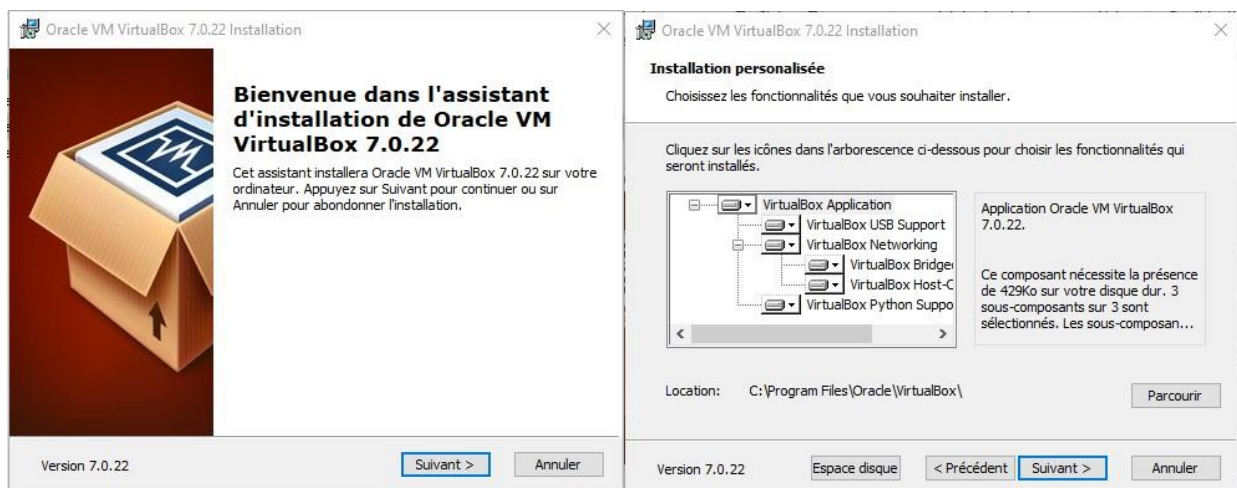 Oracle VM VirtualBox 7.0.22 Installation
Bienvenue dans l'assistant
d'installation de Oracle VM
VirtualBox 7.0.22
Cet assistant installera Oracle VM VirtualBox 7.0.22 sur votre
ordinateur. Appuyez sur Suivant pour continuer ou sur
Annuler pour abondonner l'installation.
Version 7.0.22
Suivant >
Annuler
Oracle VM VirtualBox 7.0.22 Installation
Installation personalisée
Choisissez les fonctionnalités que vous souhaiter installer.
Cliquez sur les icônes dans l'arborescence ci-dessous pour choisir les fonctionnalités qui
seront installés.
VirtualBox Application
VirtualBox USB Support
VirtualBox Networking
VirtualBox Bridge
VirtualBox Host-C
VirtualBox Python Suppo
Application Oracle VM VirtualBox
7.0.22.
Ce composant nécessite la présence
de 429Ko sur votre disque dur. 3
sous-composants sur 3 sont
sélectionnés. Les sous-composan...
Location: C:\Program Files\Oracle\VirtualBox\
Parcourir
Version 7.0.22
Espace disque
< Précédent
Suivant >
Annuler